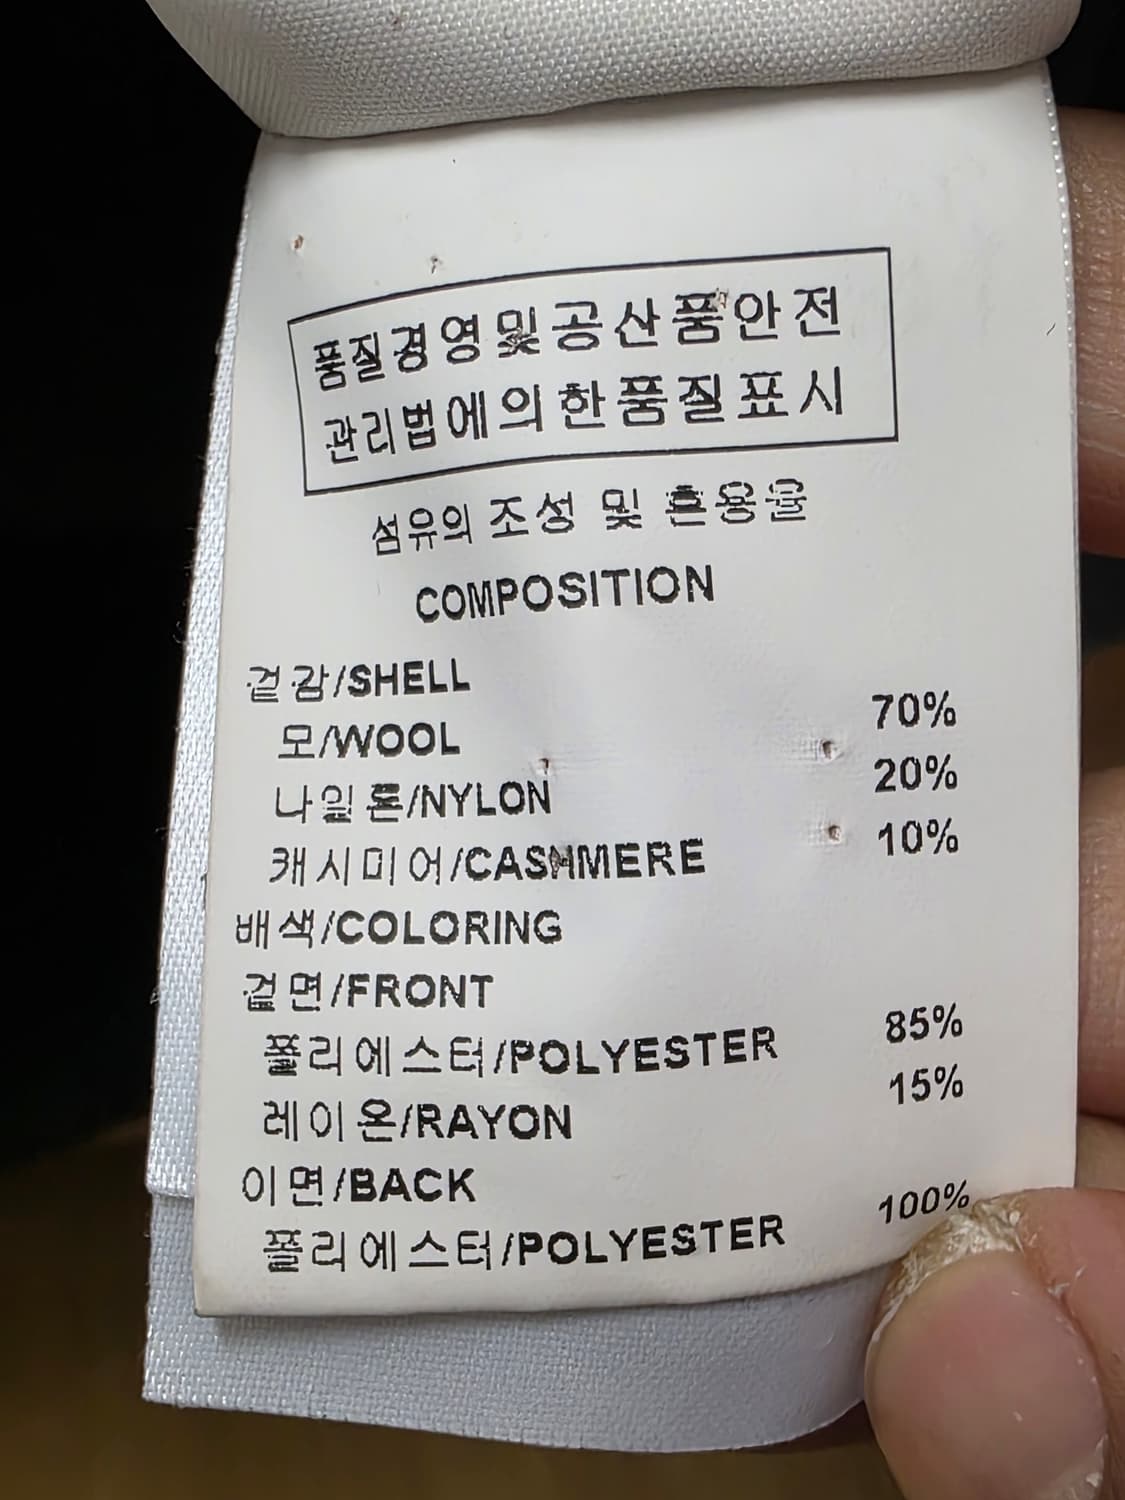 품질경영및공산품안전
관리법에의한품질표시
섬유의 조성 및 혼용율
COMPOSITION
겉감/SHELL
모/WOOL 70%
나일론/NYLON 20%
캐시미어/CASHMERE 10%
배색/COLORING
겉면/FRONT
폴리에스터/POLYESTER 85%
레이온/RAYON 15%
이면/BACK
폴리에스터/POLYESTER 100%